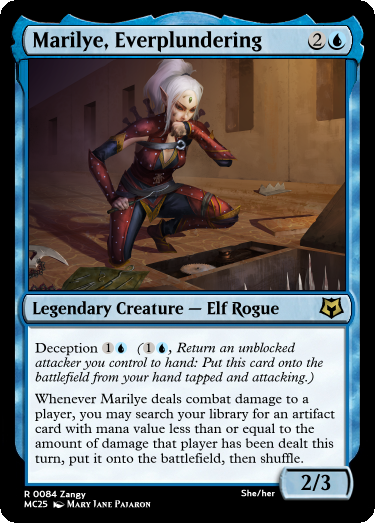 Marilye, Everplundering 2
Legendary Creature — Elf Rogue
Deception 1 (1, Return an unblocked
attacker you control to hand: Put this card onto the
battlefield from your hand tapped and attacking.)
Whenever Marilye deals combat damage to a
player, you may search your library for an artifact
card with mana value less than or equal to the
amount of damage that player has been dealt this
turn, put it onto the battlefield, then shuffle.
2/3
R 0084 Zangy She/her
MC25 Mary Jane Pajaron